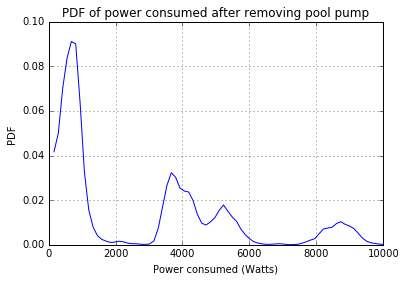 PDF of power consumed after removing pool pump
0.10
0.08
0.06
0.04
0.02
0.00
PDF
0 2000 4000 6000 8000 10000
Power consumed (Watts)